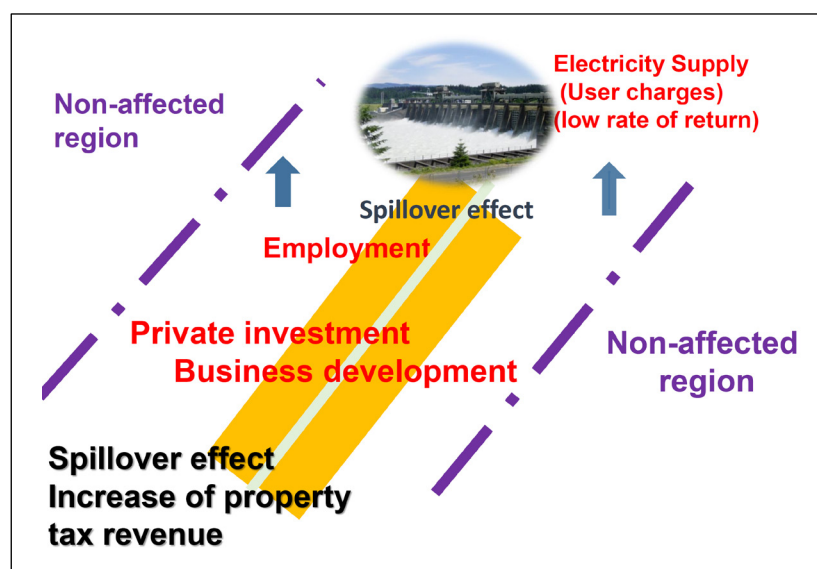 Non-affected
region
Electricity Supply
(User charges)
(low rate of return)
Spillover effect
Employment
Private investment
Business development
Non-affected
region
Spillover effect
Increase of property
tax revenue